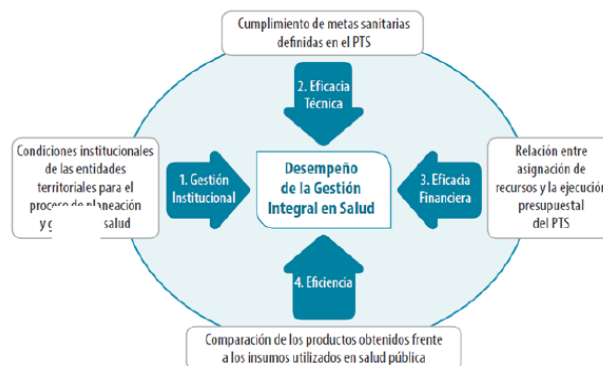 Cumplimiento de metas sanitarias
definidas en el PTS
2. Eficacia
Técnica
Condiciones institucionales
de las entidades
territoriales para el
proceso de planeación
y g salud
1. Gestión
Institucional
Desempeño
de la Gestión
Integral en Salud
3. Eficacia
Financiera
Relación entre
asignación de
recursos y la ejecución
presupuestal
del PTS
4. Eficiencia
Comparación de los productos obtenidos frente
a los insumos utilizados en salud pública